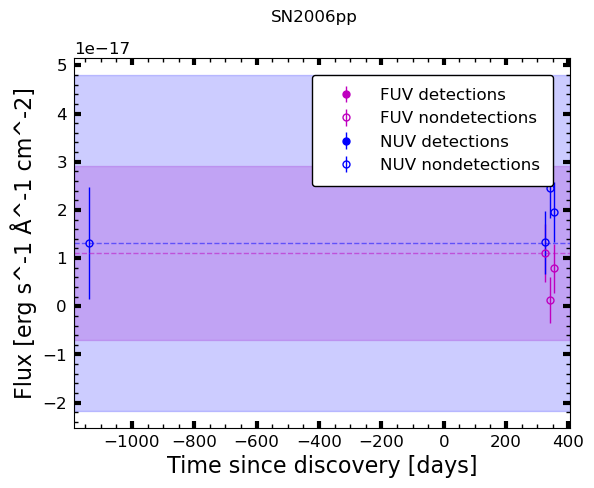 SN2006pp
1e−17
5
4
3
2
1
0
−1
−2
Flux [erg s^-1 Å^-1 cm^-2]
FUV detections
FUV nondetections
NUV detections
NUV nondetections
−1000 −800 −600 −400 −200 0 200 400
Time since discovery [days]